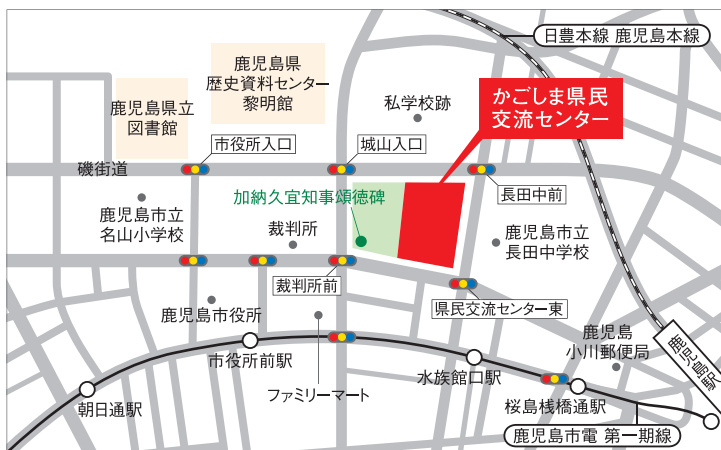 日豊本線 鹿児島本線
鹿児島県
歴史資料センター
黎明館
鹿児島県立
図書館
私学校跡
かごしま県民
交流センター
市役所入口
城山入口
磯街道
長田中前
加納久宜知事頌徳碑
鹿児島市立
名山小学校
裁判所
鹿児島市立
長田中学校
裁判所前
鹿児島市役所
県民交流センター東
市役所前駅
鹿児島
小川郵便局
鹿児島駅
水族館口駅
ファミリーマート
朝日通駅
桜島桟橋通駅
鹿児島市電 第一期線